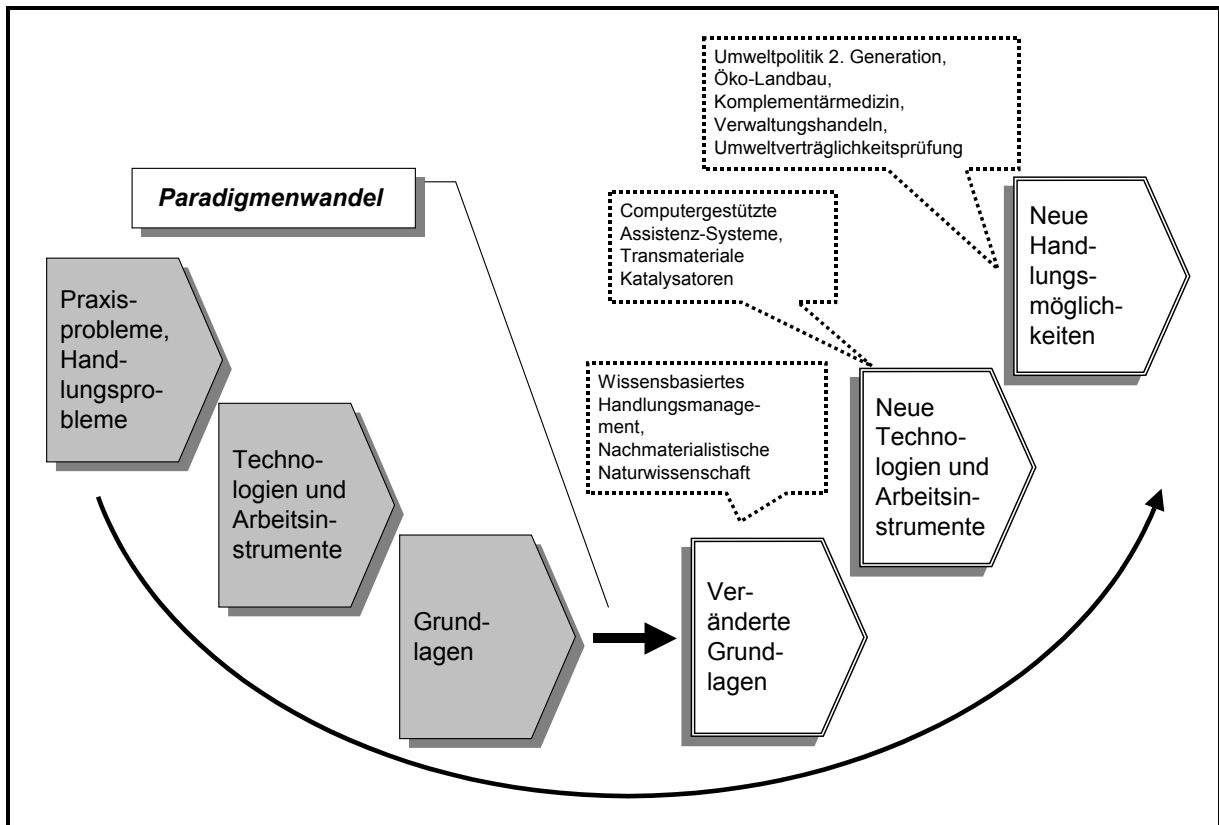 Umweltpolitik 2. Generation,
Öko-Landbau,
Komplementärmedizin,
Verwaltungshandeln,
Umweltverträglichkeitsprüfung
Paradigmenwandel
Computergestützte
Assistenz-Systeme,
Transmateriale
Katalysatoren
Neue
Hand-
lungs-
möglich-
keiten
Praxis-
probleme,
Hand-
lungspro-
bleme
Wissensbasiertes
Handlungsmanage-
ment,
Nachmaterialistische
Naturwissenschaft
Neue
Techno-
logien und
Arbeitsin-
strumente
Techno-
logien und
Arbeitsin-
strumente
Grund-
lagen
Ver-
änderte
Grund-
lagen